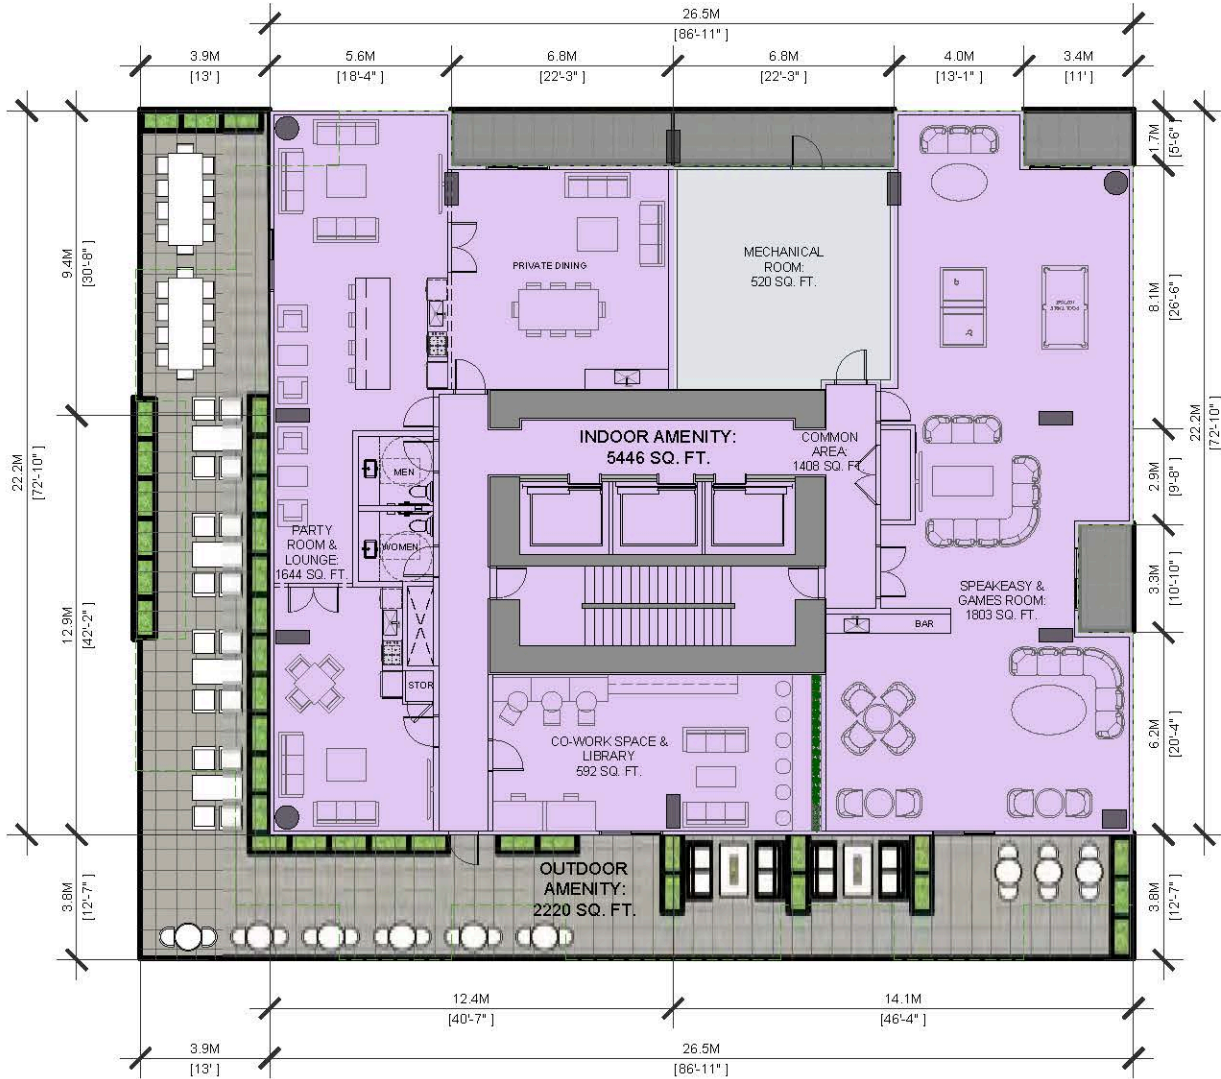 26.5M
[86'-11" ]
3.9M
[13' ]
5.6M
[18'-4" ]
6.8M
[22'-3" ]
6.8M
[22'-3" ]
4.0M
[13'-1" ]
3.4M
[11' ]
1.7M
[5'-6" ]
9.4M
[30'-8" ]
8.1M
[26'-6" ]
22.2M
[72'-10" ]
22.2M
[72'-10" ]
2.9M
[9'-8" ]
3.3M
[10'-10" ]
12.9M
[42'-2" ]
6.2M
[20'-4" ]
3.8M
[12'-7" ]
3.8M
[12'-7" ]
PRIVATE DINING
MECHANICAL
ROOM:
520 SQ. FT.
POOL TABLE
INDOOR AMENITY:
5446 SQ. FT.
COMMON
AREA:
1408 SQ. FT.
MEN
WOMEN
PARTY
ROOM &
LOUNGE:
1644 SQ. FT.
SPEAKEASY &
GAMES ROOM:
1803 SQ. FT.
BAR
STOR
CO-WORK SPACE &
LIBRARY
592 SQ. FT.
OUTDOOR
AMENITY:
2220 SQ. FT.
12.4M
[40'-7" ]
14.1M
[46'-4" ]
3.9M
[13' ]
26.5M
[86'-11" ]